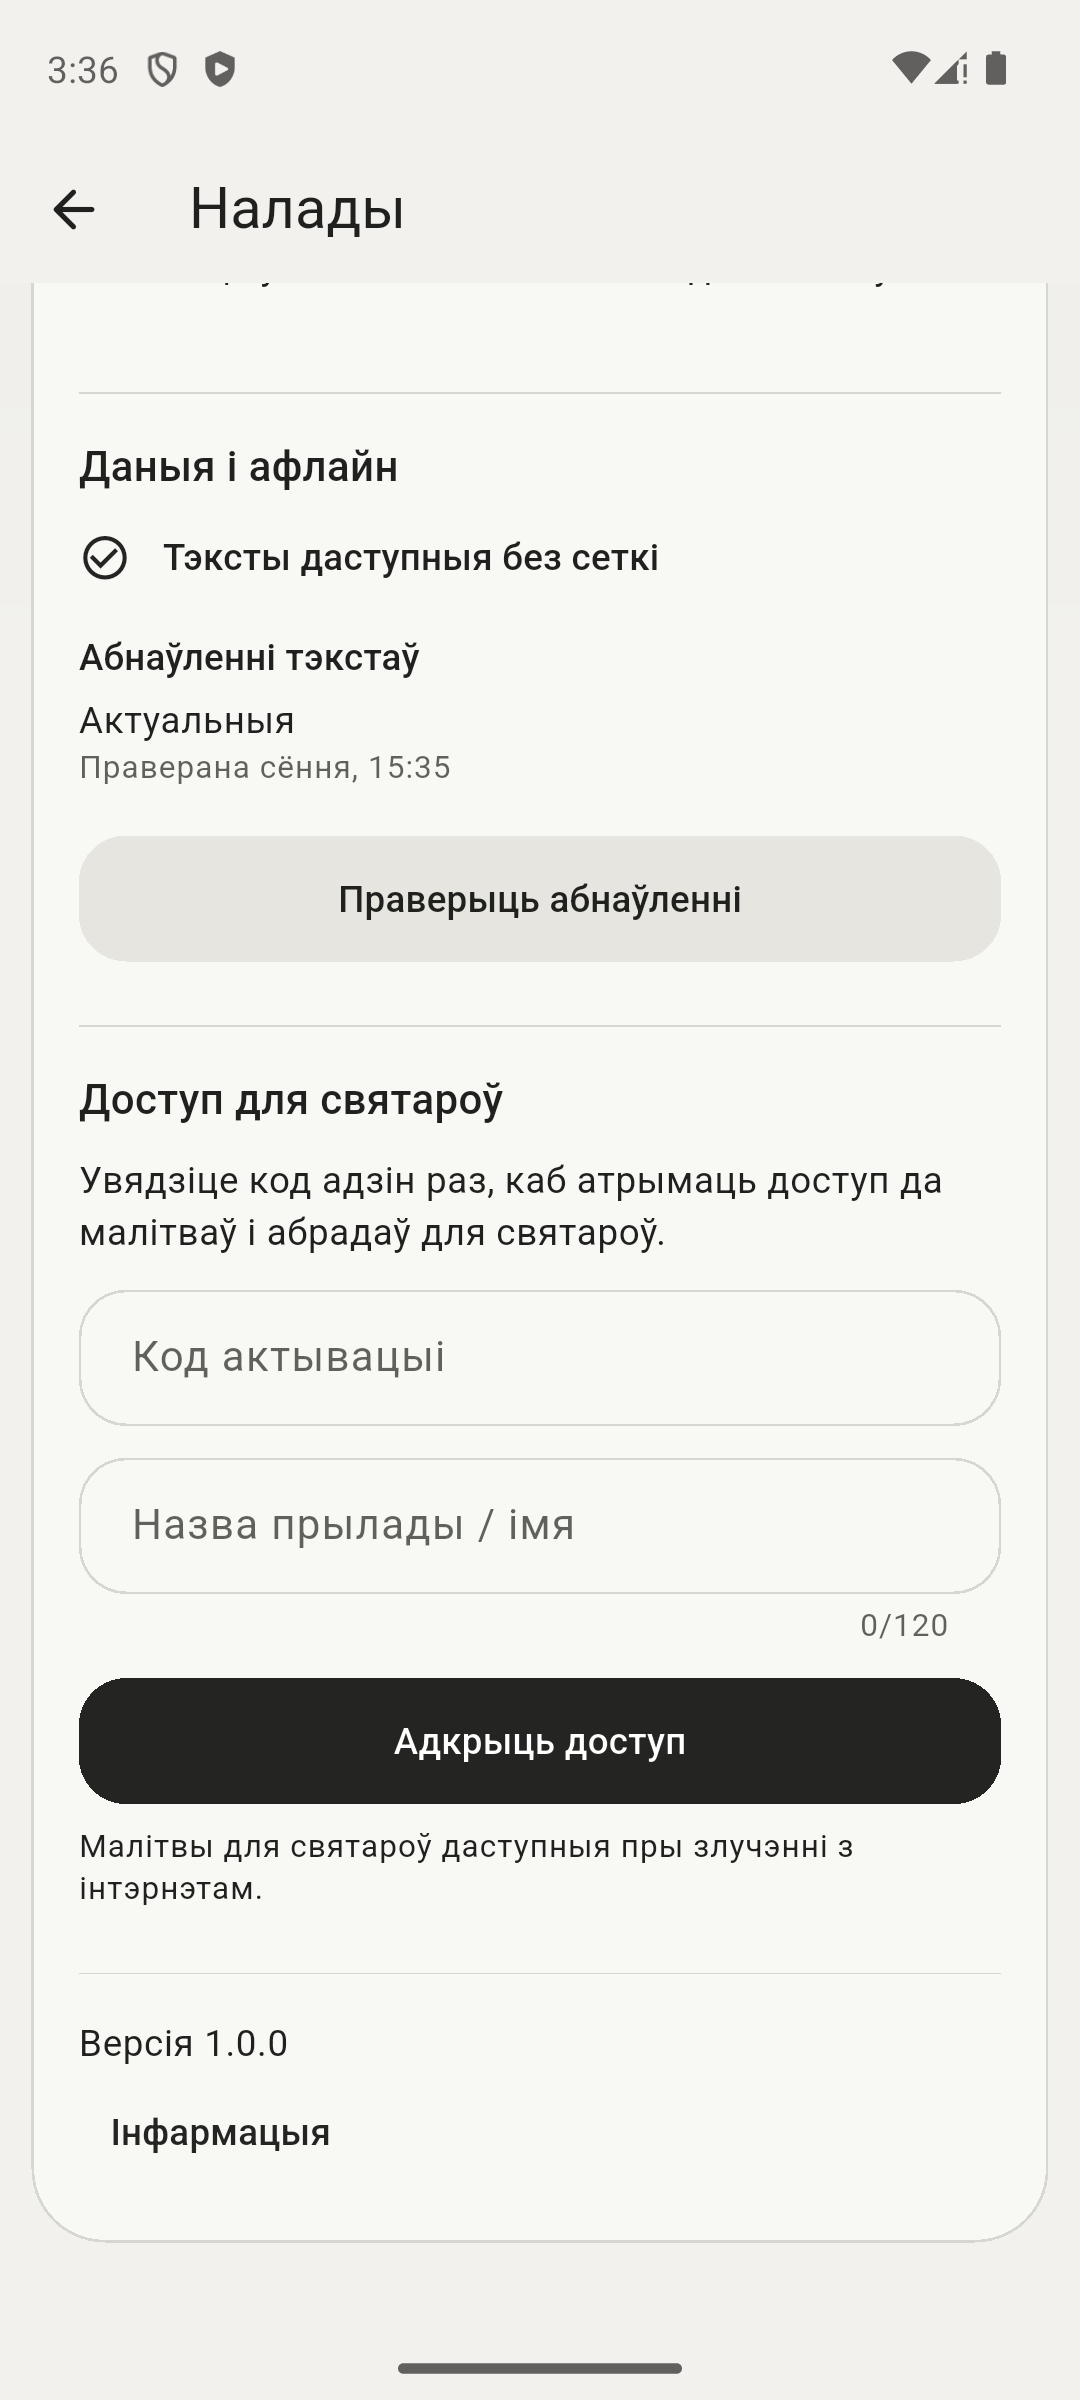 3:36
Налады
Даныя і афлайн
Тэксты даступныя без сеткі
Абнаўленні тэкстаў
Актуальныя
Праверана сёння, 15:35
Праверыць абнаўленні
Доступ для святароў
Увядзіце код адзін раз, каб атрымаць доступ да
малітваў і абрадаў для святароў.
Код актывацыі
Назва прылады / імя
0/120
Адкрыць доступ
Малітвы для святароў даступныя пры злучэнні з
інтэрнэтам.
Версія 1.0.0
Інфармацыя